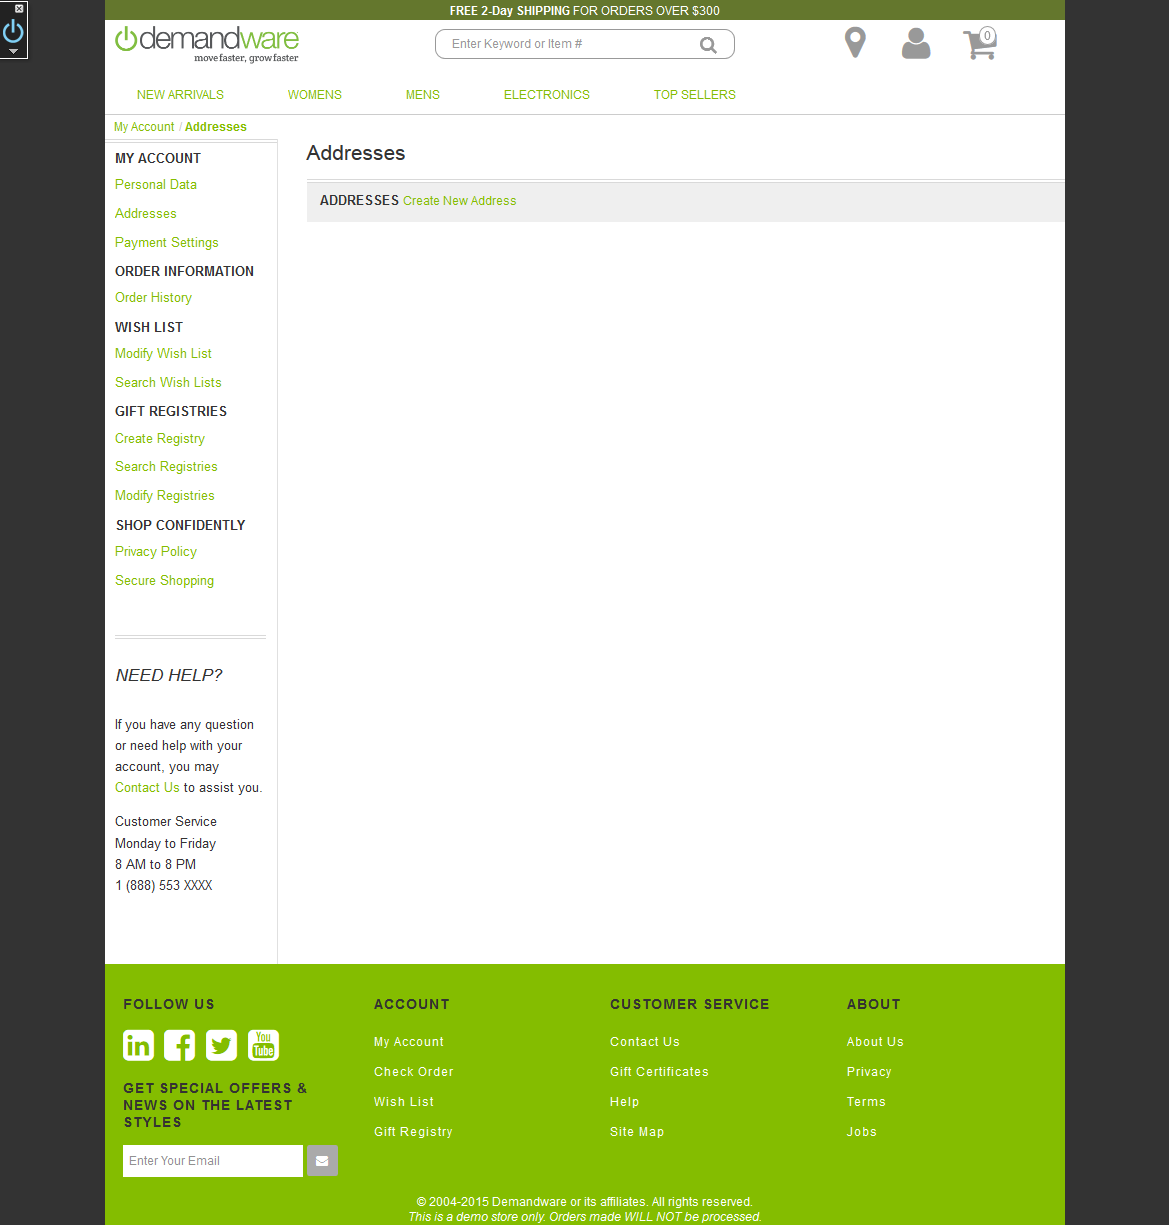 FREE 2-Day SHIPPING FOR ORDERS OVER $300
demandware
move faster, grow faster
Enter Keyword or Item #
0
NEW ARRIVALS WOMENS MENS ELECTRONICS TOP SELLERS
My Account / Addresses
MY ACCOUNT
Personal Data
Addresses
Payment Settings
ORDER INFORMATION
Order History
WISH LIST
Modify Wish List
Search Wish Lists
GIFT REGISTRIES
Create Registry
Search Registries
Modify Registries
SHOP CONFIDENTLY
Privacy Policy
Secure Shopping
NEED HELP?
If you have any question
or need help with your
account, you may
Contact Us to assist you.
Customer Service
Monday to Friday
8 AM to 8 PM
1 (888) 553 XXXX
Addresses
ADDRESSES Create New Address
FOLLOW US
in
f
You
Tube
GET SPECIAL OFFERS &
NEWS ON THE LATEST
STYLES
Enter Your Email
ACCOUNT
My Account
Check Order
Wish List
Gift Registry
CUSTOMER SERVICE
Contact Us
Gift Certificates
Help
Site Map
ABOUT
About Us
Privacy
Terms
Jobs
© 2004-2015 Demandware or its affiliates. All rights reserved.
This is a demo store only. Orders made WILL NOT be processed.